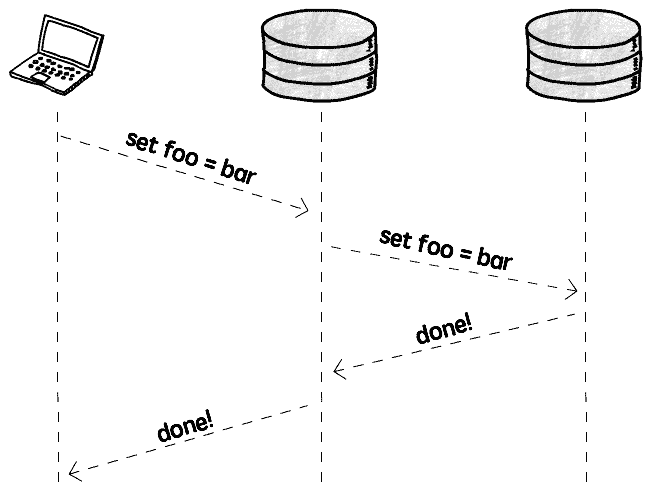 set foo = bar
set foo = bar
done!
done!